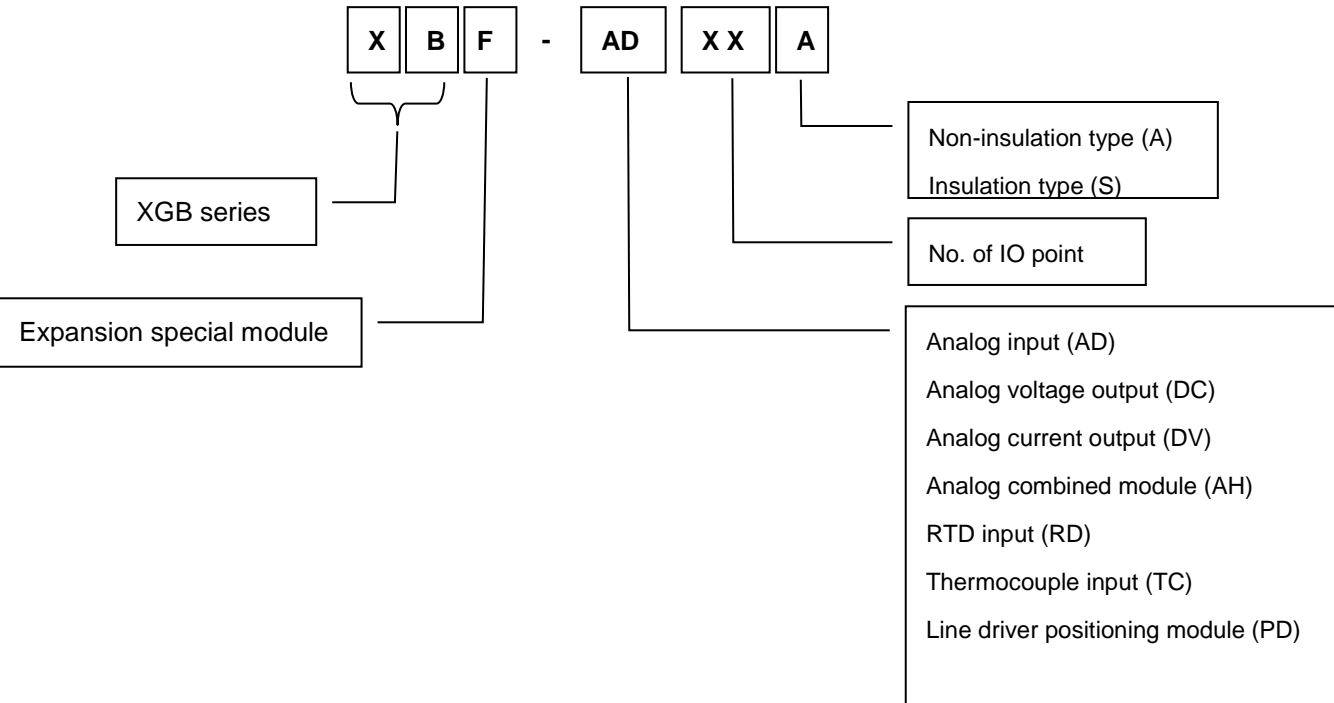 X B F - AD X X A
Non-insulation type (A)
Insulation type (S)
XGB series
No. of IO point
Expansion special module
Analog input (AD)
Analog voltage output (DC)
Analog current output (DV)
Analog combined module (AH)
RTD input (RD)
Thermocouple input (TC)
Line driver positioning module (PD)